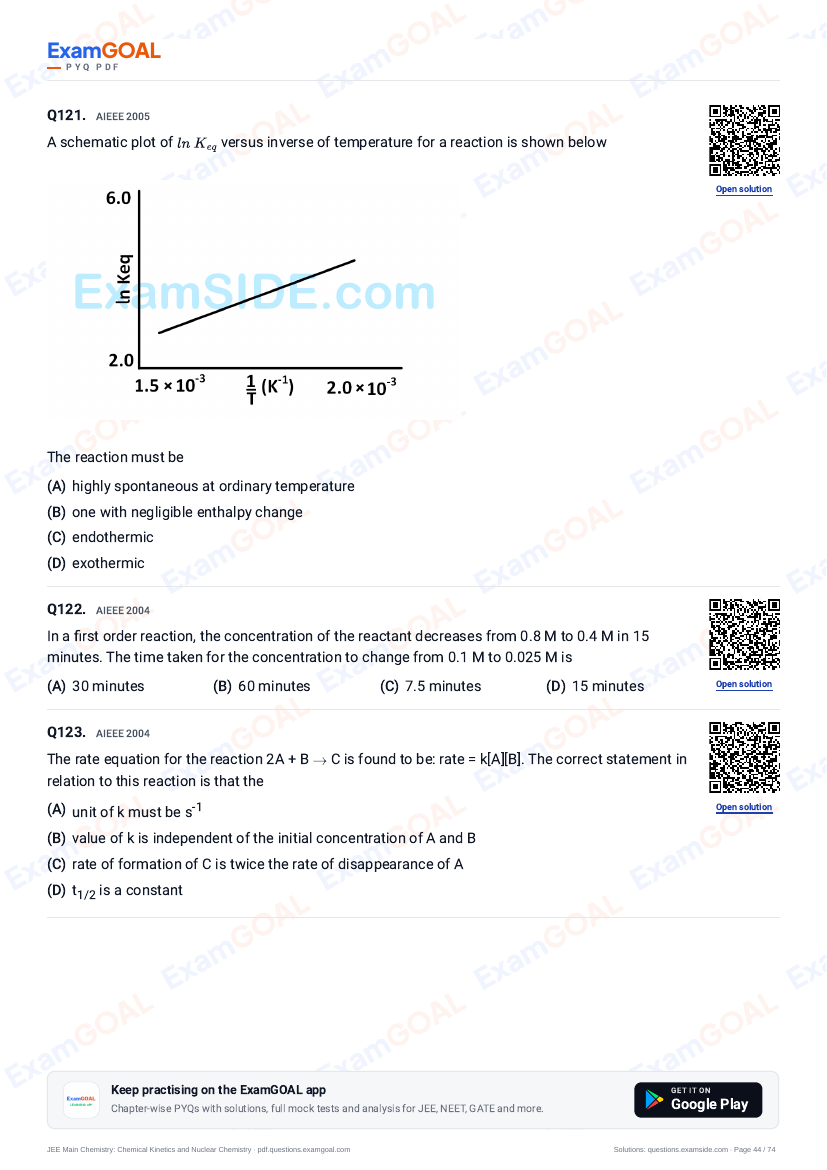 ExamGOAL
PYQ PDF
Q121. AIEEE 2005
A schematic plot of ln K_eq versus inverse of temperature for a reaction is shown below
Open solution
6.0
ln Keq
ExamSIDE.com
2.0
1.5 × 10^-3 1/T (K^-1) 2.0 × 10^-3
The reaction must be
(A) highly spontaneous at ordinary temperature
(B) one with negligible enthalpy change
(C) endothermic
(D) exothermic
Q122. AIEEE 2004
In a first order reaction, the concentration of the reactant decreases from 0.8 M to 0.4 M in 15
minutes. The time taken for the concentration to change from 0.1 M to 0.025 M is
(A) 30 minutes (B) 60 minutes (C) 7.5 minutes (D) 15 minutes
Open solution
Q123. AIEEE 2004
The rate equation for the reaction 2A + B → C is found to be: rate = k[A][B]. The correct statement in
relation to this reaction is that the
(A) unit of k must be s^-1
Open solution
(B) value of k is independent of the initial concentration of A and B
(C) rate of formation of C is twice the rate of disappearance of A
(D) t_1/2 is a constant
ExamGOAL
Keep practising on the ExamGOAL app
Chapter-wise PYQs with solutions, full mock tests and analysis for JEE, NEET, GATE and more.
GET IT ON
Google Play
JEE Main Chemistry: Chemical Kinetics and Nuclear Chemistry · pdf.questions.examgoal.com
Solutions: questions.examside.com · Page 44 / 74